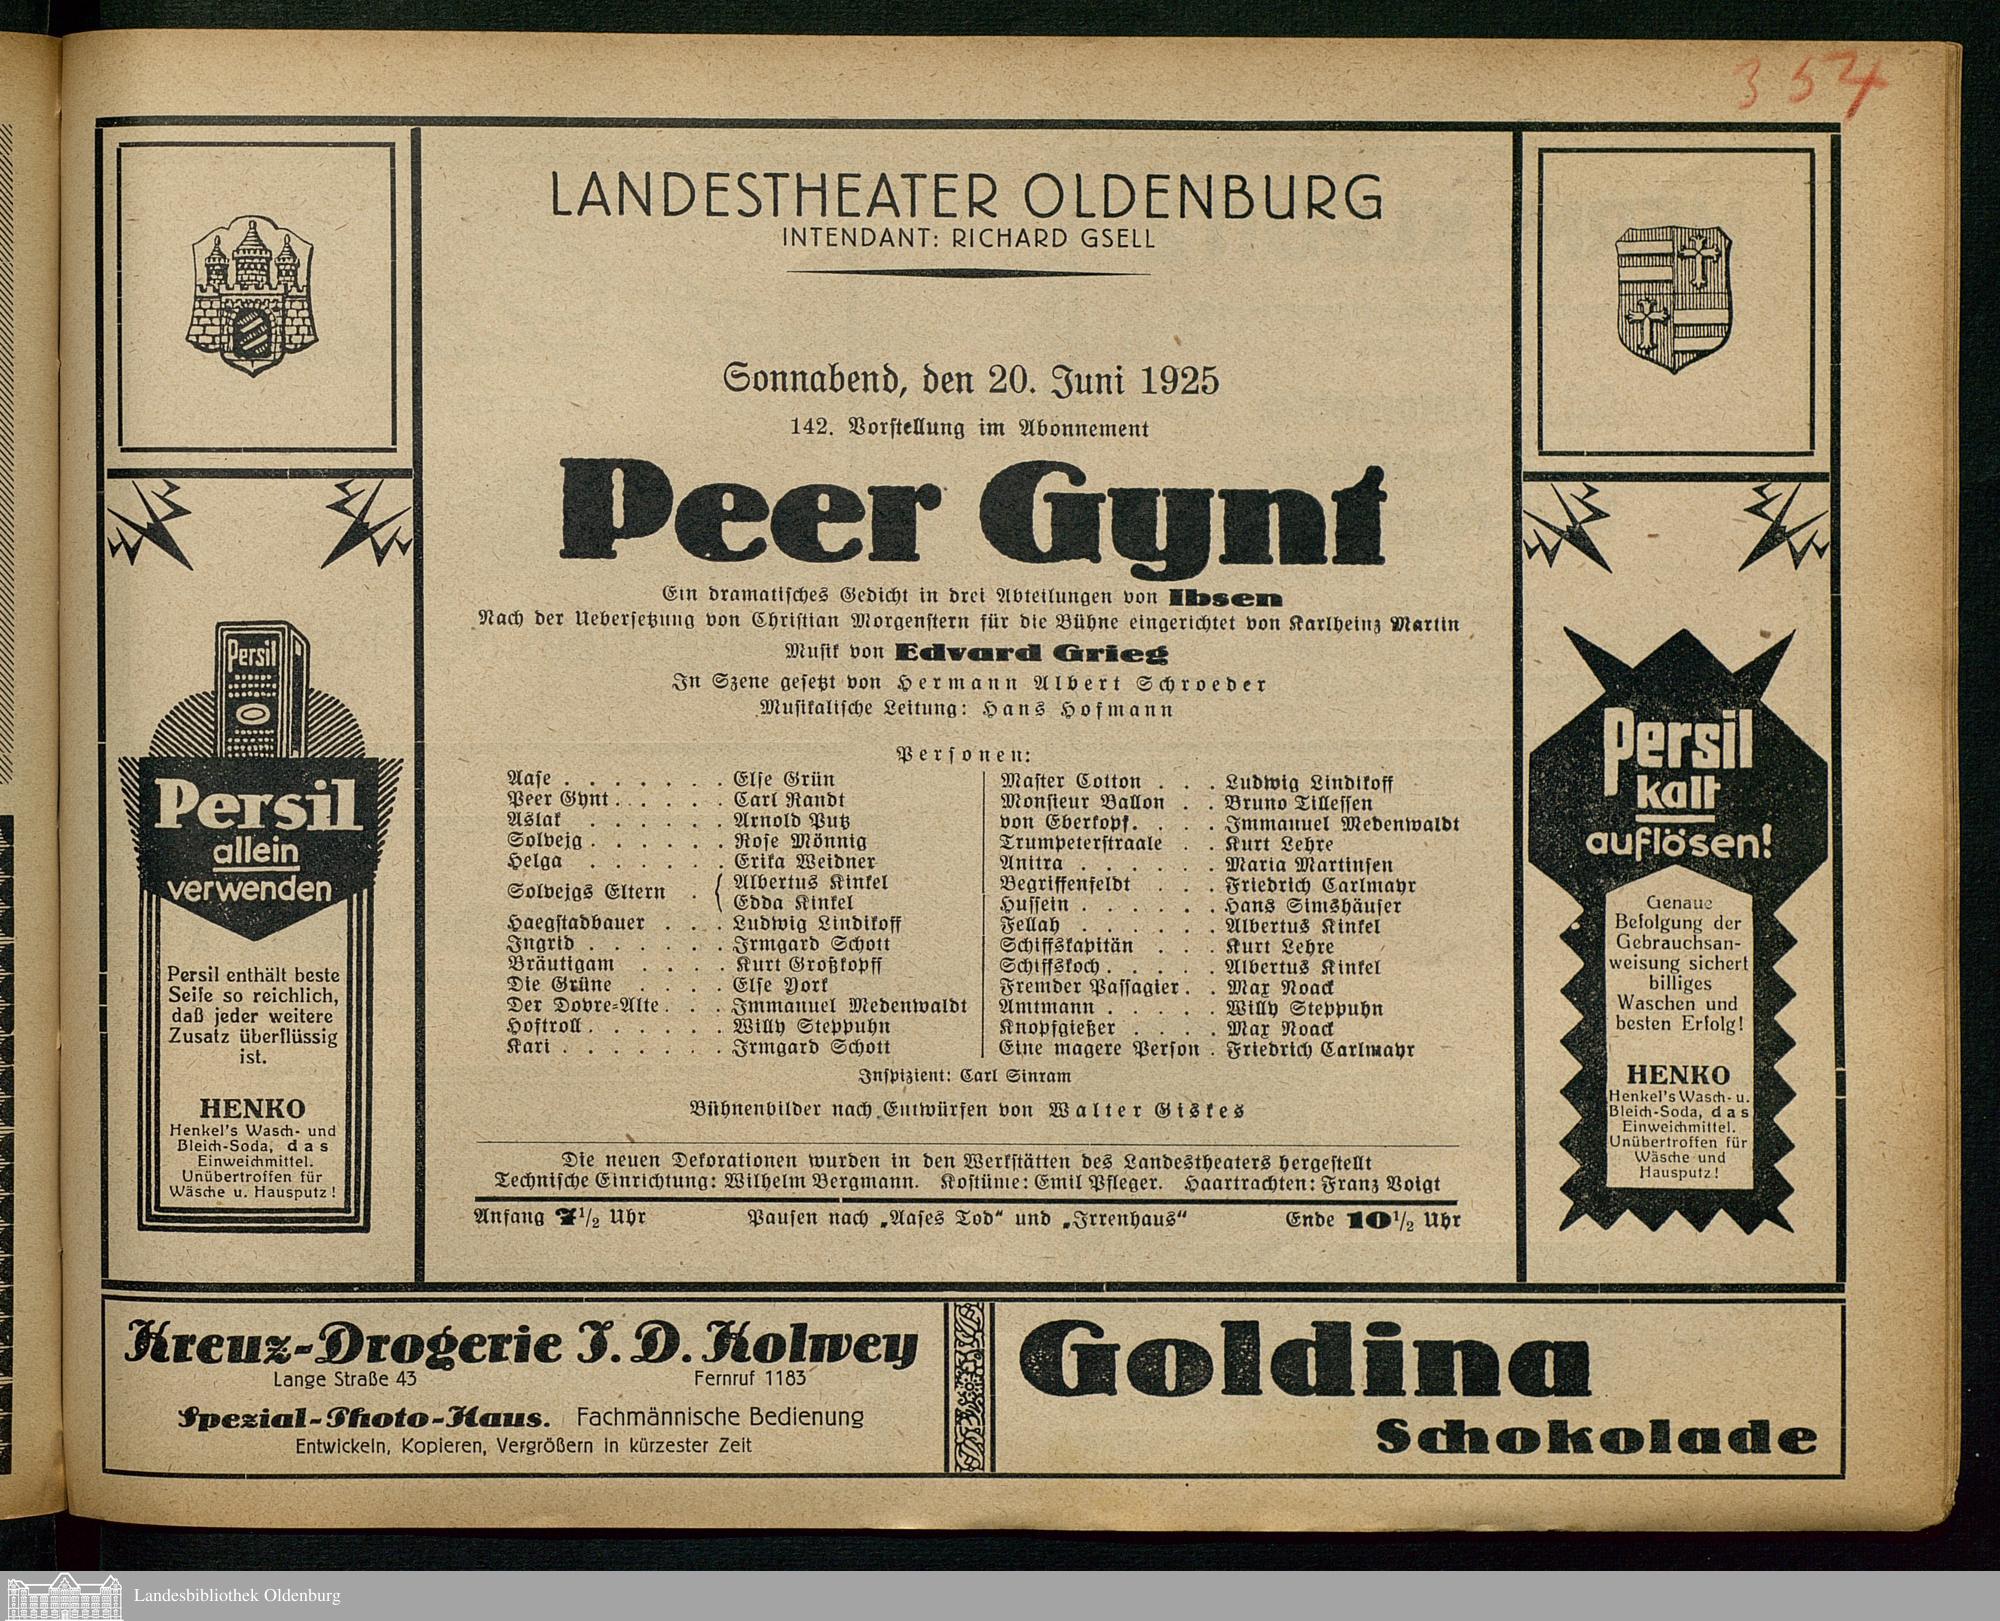 354
LANDESTHEATER OLDENBURG
INTENDANT: RICHARD GSELL
Sonnabend, den 20. Juni 1925
142. Vorstellung im Abonnement
Peer Gynt
Ein dramatisches Gedicht in drei Abteilungen von Ibsen
Nach der Uebersetzung von Christian Morgenstern für die Bühne eingerichtet von Karlheinz Martin
Musik von Edvard Grieg
In Szene gesetzt von Hermann Albert Schroeder
Musikalische Leitung: Hans Hofmann
Personen:
Aase . . . . . . . Else Grün
Peer Gynt . . . . . Carl Randt
Aslak . . . . . . Arnold Putz
Solveig . . . . . . Rose Mönnig
Helga . . . . . . Erika Weidner
Solveigs Eltern . { Albertus Kinkel
Edda Kinkel
Haegstadbauer . . . Ludwig Lindikoff
Ingrid . . . . . . Irmgard Schott
Bräutigam . . . . Kurt Großkopff
Die Grüne . . . . Else York
Der Dovre-Alte . . . Immanuel Medenwaldt
Hoftroll . . . . . . Willy Steppuhn
Kari . . . . . . . Irmgard Schott
Master Cotton . . . Ludwig Lindikoff
Monsieur Ballon . . Bruno Tillessen
von Eberkopf . . . . Immanuel Medenwaldt
Trumpeterstraale . . Kurt Lehre
Anitra . . . . . . Maria Martinsen
Begriffenfeldt . . . Friedrich Carlmayr
Hussein . . . . . . Hans Simshäuser
Fellah . . . . . . Albertus Kinkel
Schiffskapitän . . . Kurt Lehre
Schiffskoch . . . . . Albertus Kinkel
Fremder Passagier . . Max Noack
Amtmann . . . . . Willy Steppuhn
Knopfgießer . . . . Max Noack
Eine magere Person . Friedrich Carlmayr
Inspizient: Carl Sinram
Bühnenbilder nach Entwürfen von Walter Giskes
Die neuen Dekorationen wurden in den Werkstätten des Landestheaters hergestellt
Technische Einrichtung: Wilhelm Bergmann. Kostüme: Emil Pfleger. Haartrachten: Franz Voigt
Anfang 7 1/2 Uhr Pausen nach „Aases Tod“ und „Irrenhaus“ Ende 10 1/2 Uhr
Persil
Persil
allein
verwenden
Persil enthält beste
Seife so reichlich,
daß jeder weitere
Zusatz überflüssig
ist.
HENKO
Henkel's Wasch- und
Bleich-Soda, das
Einweichmittel.
Unübertroffen für
Wäsche u. Hausputz!
Persil
kalt
auflösen!
Genaue
Befolgung der
Gebrauchsan-
weisung sichert
billiges
Waschen und
besten Erfolg!
HENKO
Henkel's Wasch- u.
Bleich-Soda, das
Einweichmittel.
Unübertroffen für
Wäsche und
Hausputz!
Kreuz-Drogerie J. D. Kolwey
Lange Straße 43 Fernruf 1183
Spezial-Photo-Haus. Fachmännische Bedienung
Entwickeln, Kopieren, Vergrößern in kürzester Zeit
Goldina
Schokolade
Landesbibliothek Oldenburg